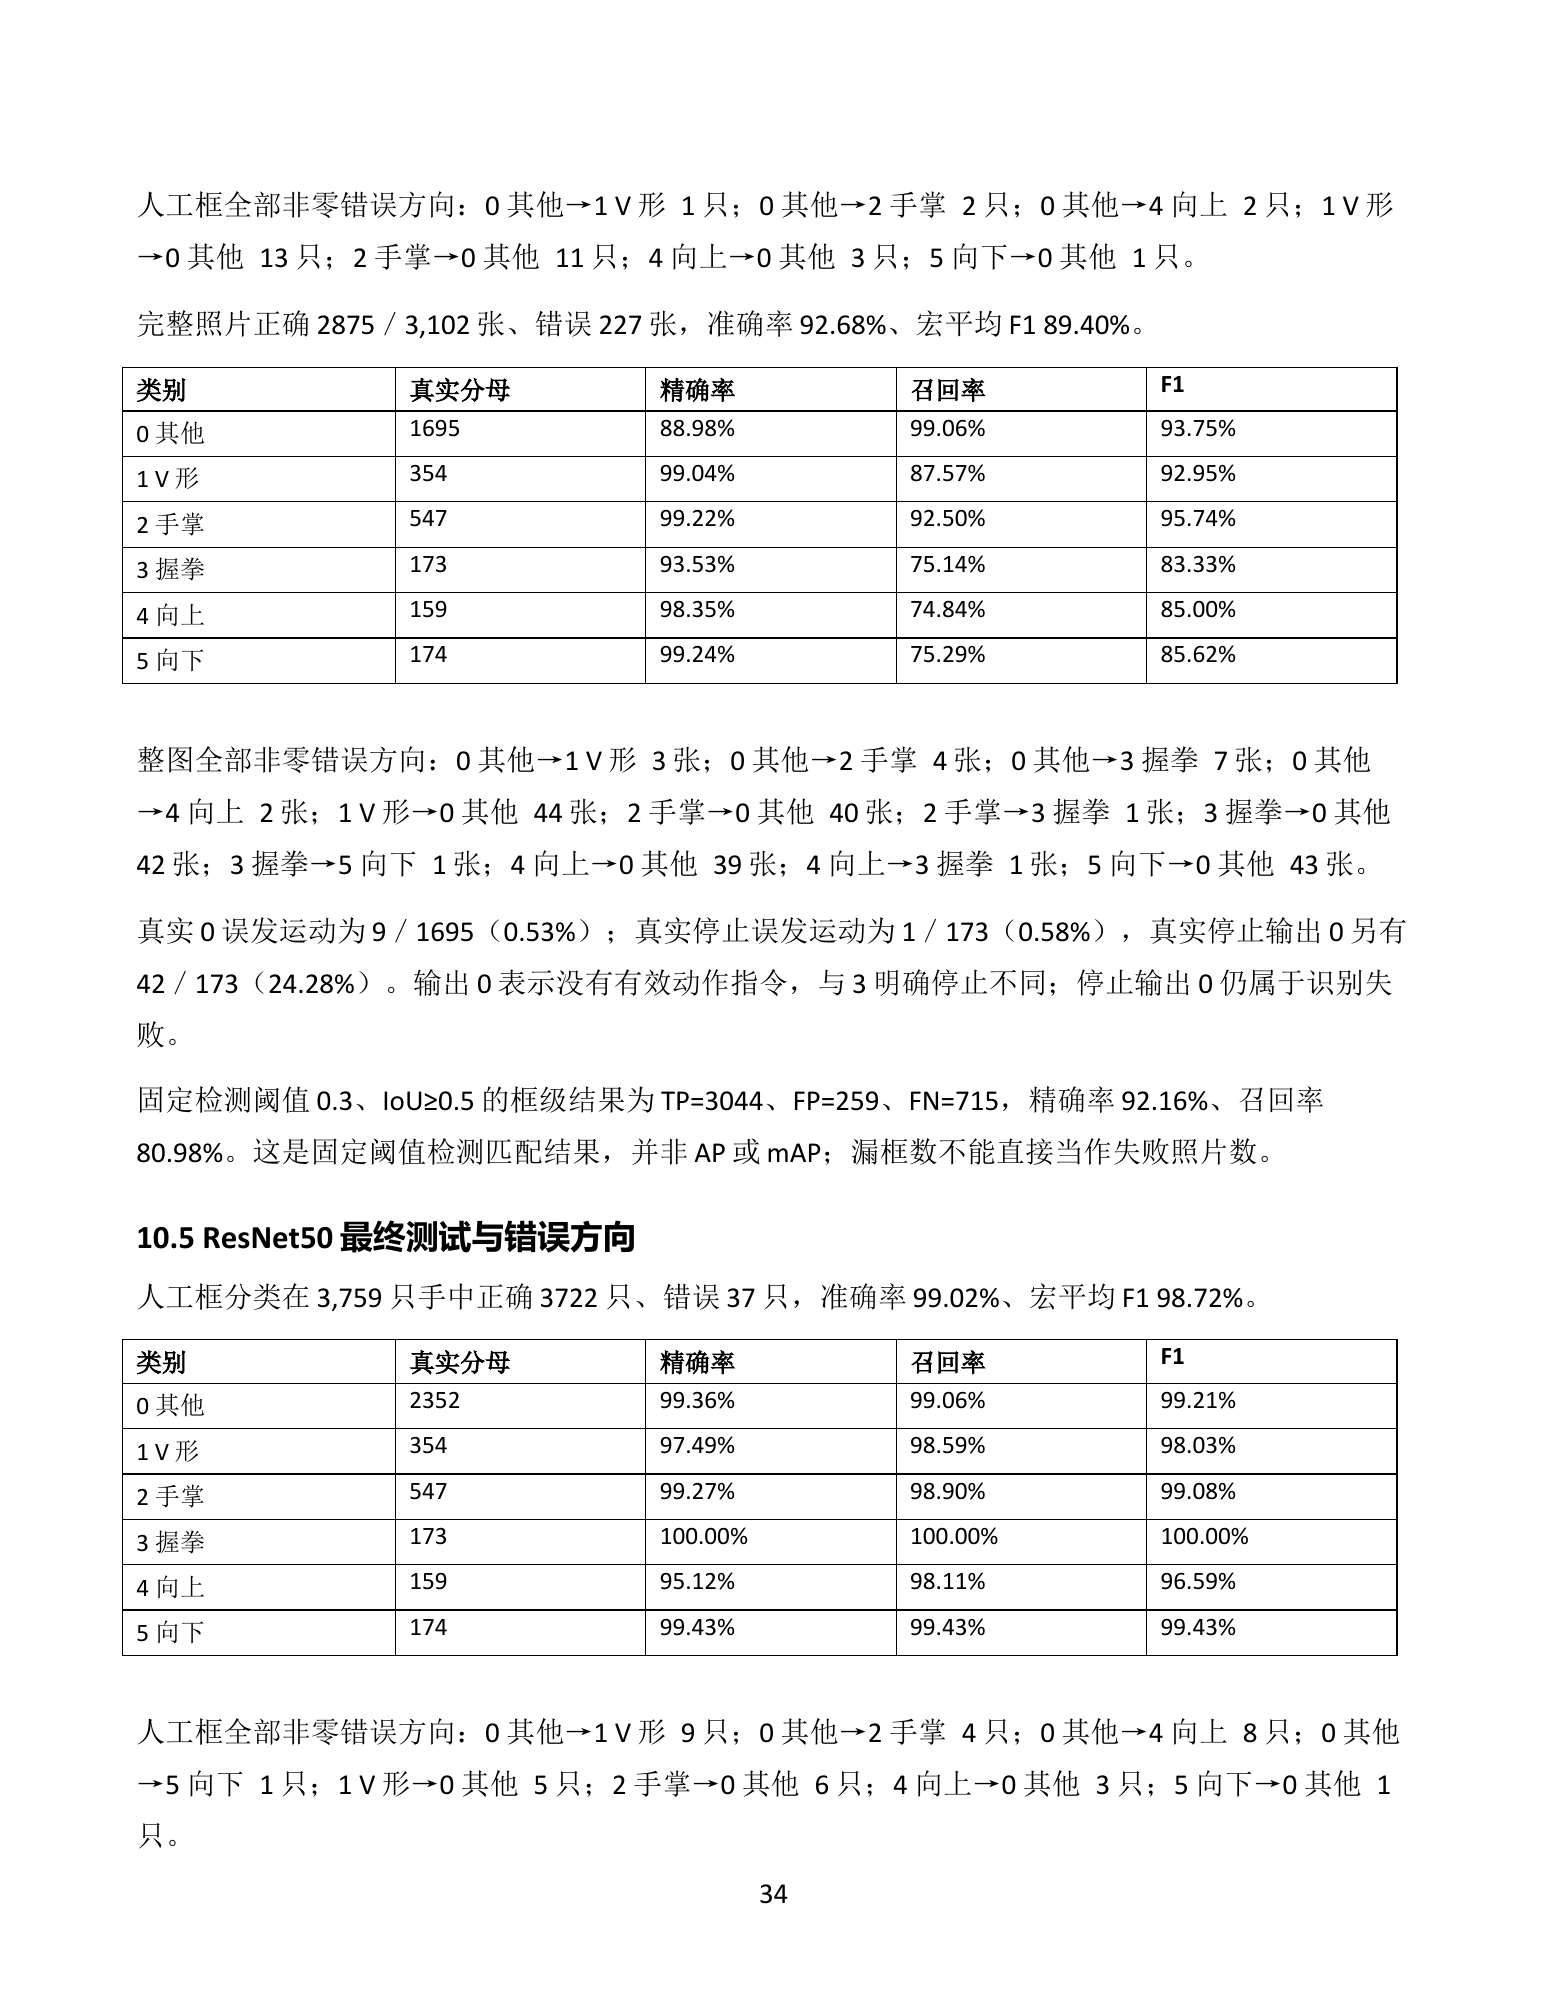 人工框全部非零错误方向：0 其他→1 V 形 1 只；0 其他→2 手掌 2 只；0 其他→4 向上 2 只；1 V 形
→0 其他 13 只；2 手掌→0 其他 11 只；4 向上→0 其他 3 只；5 向下→0 其他 1 只。
完整照片正确 2875／3,102 张、错误 227 张，准确率 92.68%、宏平均 F1 89.40%。
类别 真实分母 精确率 召回率 F1
0 其他 1695 88.98% 99.06% 93.75%
1 V 形 354 99.04% 87.57% 92.95%
2 手掌 547 99.22% 92.50% 95.74%
3 握拳 173 93.53% 75.14% 83.33%
4 向上 159 98.35% 74.84% 85.00%
5 向下 174 99.24% 75.29% 85.62%
整图全部非零错误方向：0 其他→1 V 形 3 张；0 其他→2 手掌 4 张；0 其他→3 握拳 7 张；0 其他
→4 向上 2 张；1 V 形→0 其他 44 张；2 手掌→0 其他 40 张；2 手掌→3 握拳 1 张；3 握拳→0 其他
42 张；3 握拳→5 向下 1 张；4 向上→0 其他 39 张；4 向上→3 握拳 1 张；5 向下→0 其他 43 张。
真实 0 误发运动为 9／1695（0.53%）；真实停止误发运动为 1／173（0.58%），真实停止输出 0 另有
42／173（24.28%）。输出 0 表示没有有效动作指令，与 3 明确停止不同；停止输出 0 仍属于识别失
败。
固定检测阈值 0.3、IoU≥0.5 的框级结果为 TP=3044、FP=259、FN=715，精确率 92.16%、召回率
80.98%。这是固定阈值检测匹配结果，并非 AP 或 mAP；漏框数不能直接当作失败照片数。
10.5 ResNet50 最终测试与错误方向
人工框分类在 3,759 只手中正确 3722 只、错误 37 只，准确率 99.02%、宏平均 F1 98.72%。
类别 真实分母 精确率 召回率 F1
0 其他 2352 99.36% 99.06% 99.21%
1 V 形 354 97.49% 98.59% 98.03%
2 手掌 547 99.27% 98.90% 99.08%
3 握拳 173 100.00% 100.00% 100.00%
4 向上 159 95.12% 98.11% 96.59%
5 向下 174 99.43% 99.43% 99.43%
人工框全部非零错误方向：0 其他→1 V 形 9 只；0 其他→2 手掌 4 只；0 其他→4 向上 8 只；0 其他
→5 向下 1 只；1 V 形→0 其他 5 只；2 手掌→0 其他 6 只；4 向上→0 其他 3 只；5 向下→0 其他 1
只。
34